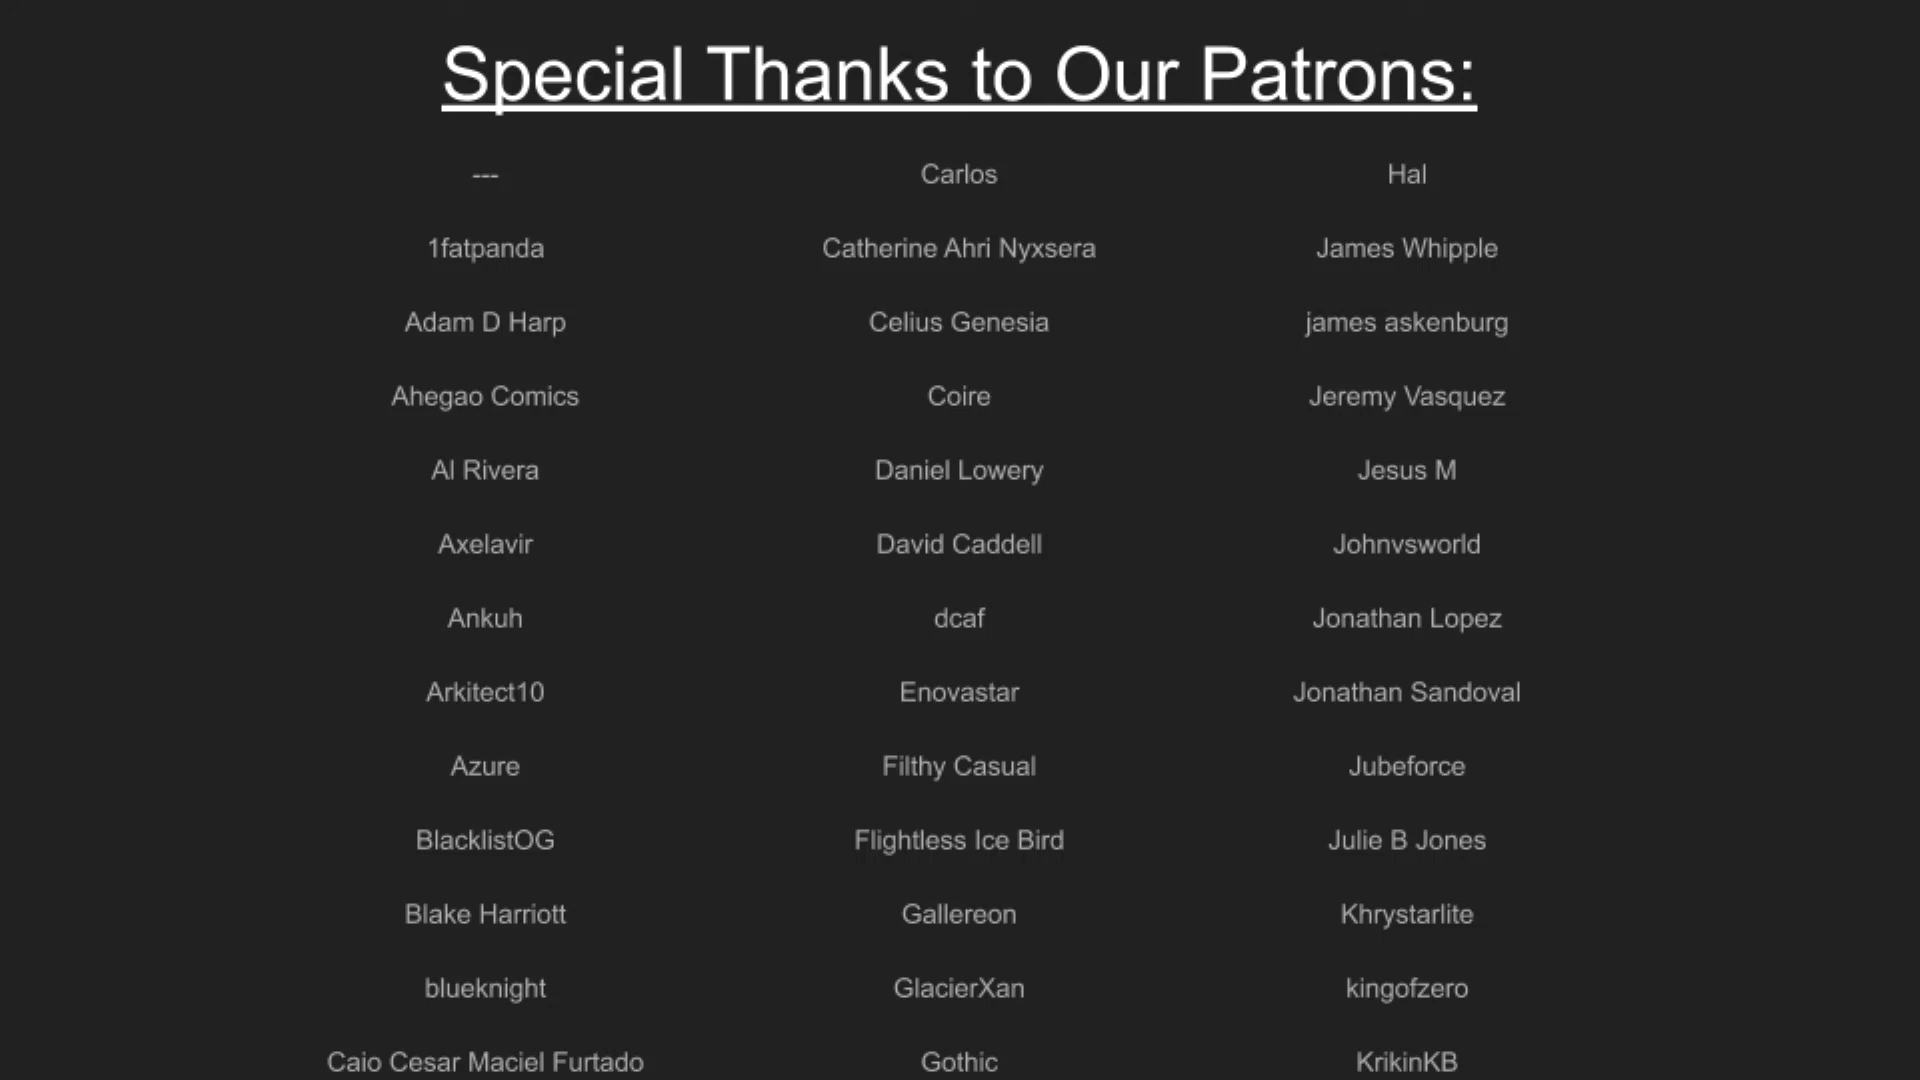 Special Thanks to Our Patrons:
--- Carlos Hal
1fatpanda Catherine Ahri Nyxsera James Whipple
Adam D Harp Celius Genesia james askenburg
Ahegao Comics Coire Jeremy Vasquez
Al Rivera Daniel Lowery Jesus M
Axelavir David Caddell Johnvsworld
Ankuh dcaf Jonathan Lopez
Arkitect10 Enovastar Jonathan Sandoval
Azure Filthy Casual Jubeforce
BlacklistOG Flightless Ice Bird Julie B Jones
Blake Harriott Gallereon Khrystarlite
blueknight GlacierXan kingofzero
Caio Cesar Maciel Furtado Gothic KrikinKB